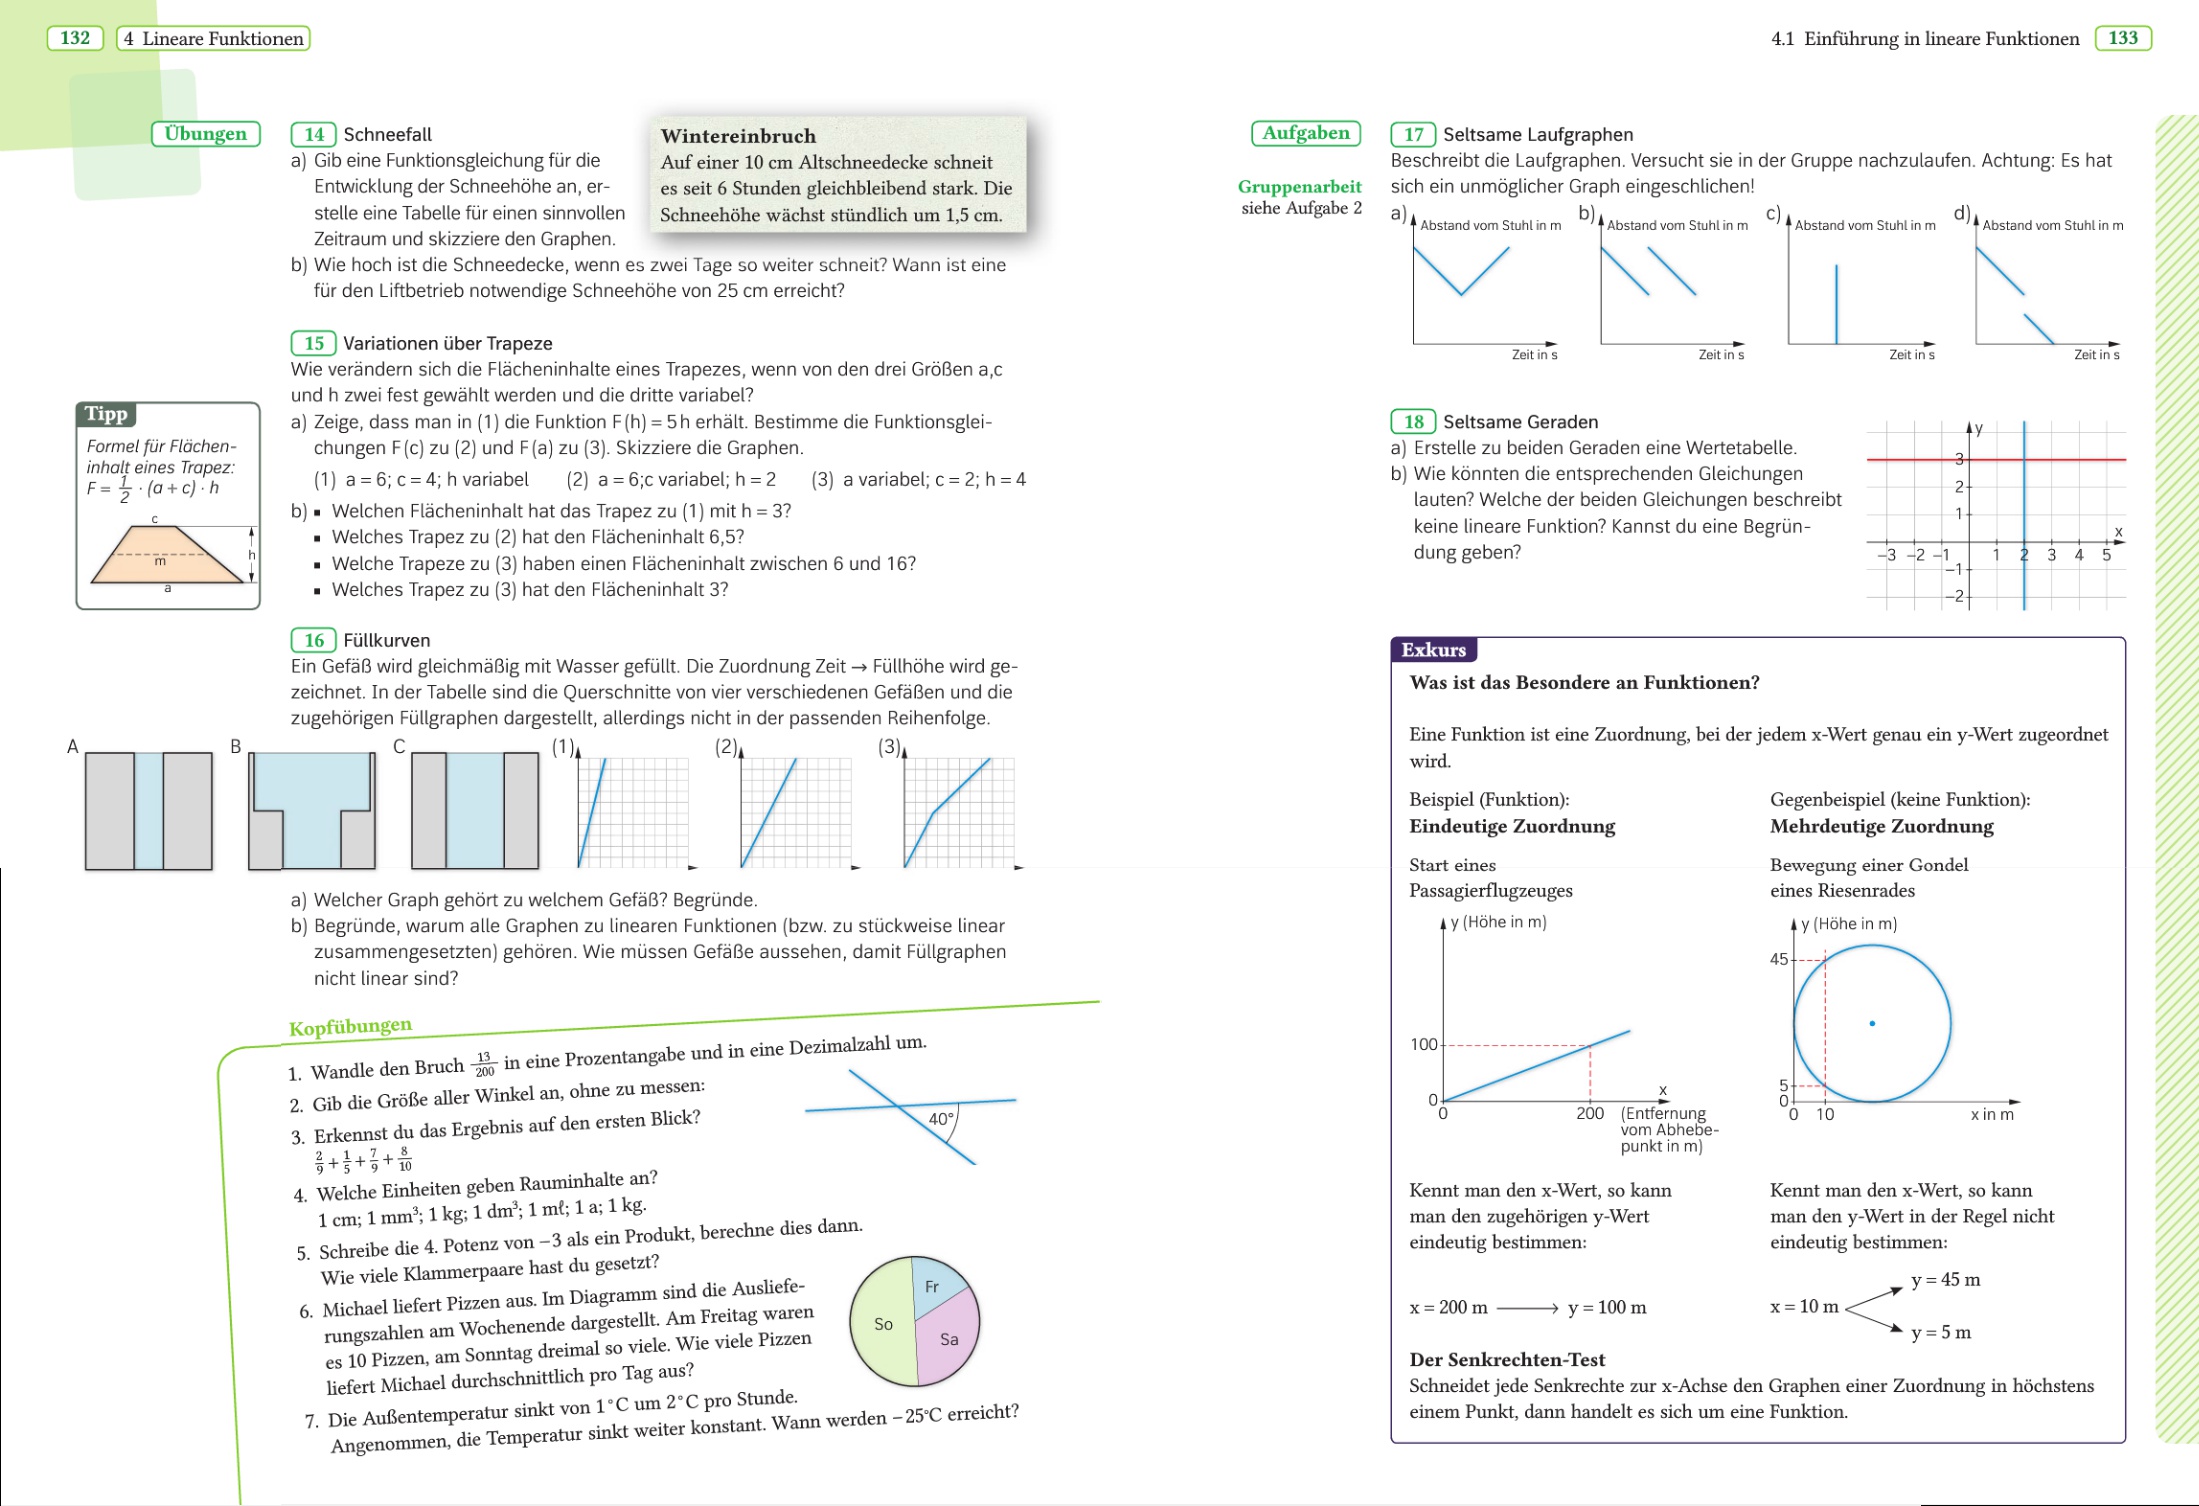 132 4 Lineare Funktionen
Übungen
14 Schneefall
a) Gib eine Funktionsgleichung für die
Entwicklung der Schneehöhe an, er-
stelle eine Tabelle für einen sinnvollen
Zeitraum und skizziere den Graphen.
Wintereinbruch
Auf einer 10 cm Altschneedecke schneit
es seit 6 Stunden gleichbleibend stark. Die
Schneehöhe wächst stündlich um 1,5 cm.
b) Wie hoch ist die Schneedecke, wenn es zwei Tage so weiter schneit? Wann ist eine
für den Liftbetrieb notwendige Schneehöhe von 25 cm erreicht?
15 Variationen über Trapeze
Wie verändern sich die Flächeninhalte eines Trapezes, wenn von den drei Größen a,c
und h zwei fest gewählt werden und die dritte variabel?
a) Zeige, dass man in (1) die Funktion F(h) = 5h erhält. Bestimme die Funktionsglei-
chungen F(c) zu (2) und F(a) zu (3). Skizziere die Graphen.
(1) a = 6; c = 4; h variabel (2) a = 6;c variabel; h = 2 (3) a variabel; c = 2; h = 4
b) ▪ Welchen Flächeninhalt hat das Trapez zu (1) mit h = 3?
▪ Welches Trapez zu (2) hat den Flächeninhalt 6,5?
▪ Welche Trapeze zu (3) haben einen Flächeninhalt zwischen 6 und 16?
▪ Welches Trapez zu (3) hat den Flächeninhalt 3?
Tipp
Formel für Flächen-
inhalt eines Trapez:
F = 1/2 · (a + c) · h
c
h
m
a
16 Füllkurven
Ein Gefäß wird gleichmäßig mit Wasser gefüllt. Die Zuordnung Zeit → Füllhöhe wird ge-
zeichnet. In der Tabelle sind die Querschnitte von vier verschiedenen Gefäßen und die
zugehörigen Füllgraphen dargestellt, allerdings nicht in der passenden Reihenfolge.
A B C (1) (2) (3)
a) Welcher Graph gehört zu welchem Gefäß? Begründe.
b) Begründe, warum alle Graphen zu linearen Funktionen (bzw. zu stückweise linear
zusammengesetzten) gehören. Wie müssen Gefäße aussehen, damit Füllgraphen
nicht linear sind?
Kopfübungen
1. Wandle den Bruch 13/200 in eine Prozentangabe und in eine Dezimalzahl um.
2. Gib die Größe aller Winkel an, ohne zu messen:
40°
3. Erkennst du das Ergebnis auf den ersten Blick?
2/9 + 1/5 + 7/9 + 8/10
4. Welche Einheiten geben Rauminhalte an?
1 cm; 1 mm³; 1 kg; 1 dm³; 1 mℓ; 1 a; 1 kg.
5. Schreibe die 4. Potenz von −3 als ein Produkt, berechne dies dann.
Wie viele Klammerpaare hast du gesetzt?
6. Michael liefert Pizzen aus. Im Diagramm sind die Ausliefe-
rungszahlen am Wochenende dargestellt. Am Freitag waren
es 10 Pizzen, am Sonntag dreimal so viele. Wie viele Pizzen
liefert Michael durchschnittlich pro Tag aus?
Fr
So
Sa
7. Die Außentemperatur sinkt von 1°C um 2°C pro Stunde.
Angenommen, die Temperatur sinkt weiter konstant. Wann werden −25°C erreicht?
4.1 Einführung in lineare Funktionen 133
Aufgaben
Gruppenarbeit
siehe Aufgabe 2
17 Seltsame Laufgraphen
Beschreibt die Laufgraphen. Versucht sie in der Gruppe nachzulaufen. Achtung: Es hat
sich ein unmöglicher Graph eingeschlichen!
a) Abstand vom Stuhl in m b) Abstand vom Stuhl in m c) Abstand vom Stuhl in m d) Abstand vom Stuhl in m
Zeit in s Zeit in s Zeit in s Zeit in s
18 Seltsame Geraden
a) Erstelle zu beiden Geraden eine Wertetabelle.
b) Wie könnten die entsprechenden Gleichungen
lauten? Welche der beiden Gleichungen beschreibt
keine lineare Funktion? Kannst du eine Begrün-
dung geben?
y
3
2
1
x
−3 −2 −1 1 2 3 4 5
−1
−2
Exkurs
Was ist das Besondere an Funktionen?
Eine Funktion ist eine Zuordnung, bei der jedem x-Wert genau ein y-Wert zugeordnet
wird.
Beispiel (Funktion):
Eindeutige Zuordnung
Start eines
Passagierflugzeuges
y (Höhe in m)
100
0
x
0 200 (Entfernung
vom Abhebe-
punkt in m)
Kennt man den x-Wert, so kann
man den zugehörigen y-Wert
eindeutig bestimmen:
x = 200 m ⟶ y = 100 m
Gegenbeispiel (keine Funktion):
Mehrdeutige Zuordnung
Bewegung einer Gondel
eines Riesenrades
y (Höhe in m)
45
5
0
0 10 x in m
Kennt man den x-Wert, so kann
man den y-Wert in der Regel nicht
eindeutig bestimmen:
y = 45 m
x = 10 m
y = 5 m
Der Senkrechten-Test
Schneidet jede Senkrechte zur x-Achse den Graphen einer Zuordnung in höchstens
einem Punkt, dann handelt es sich um eine Funktion.